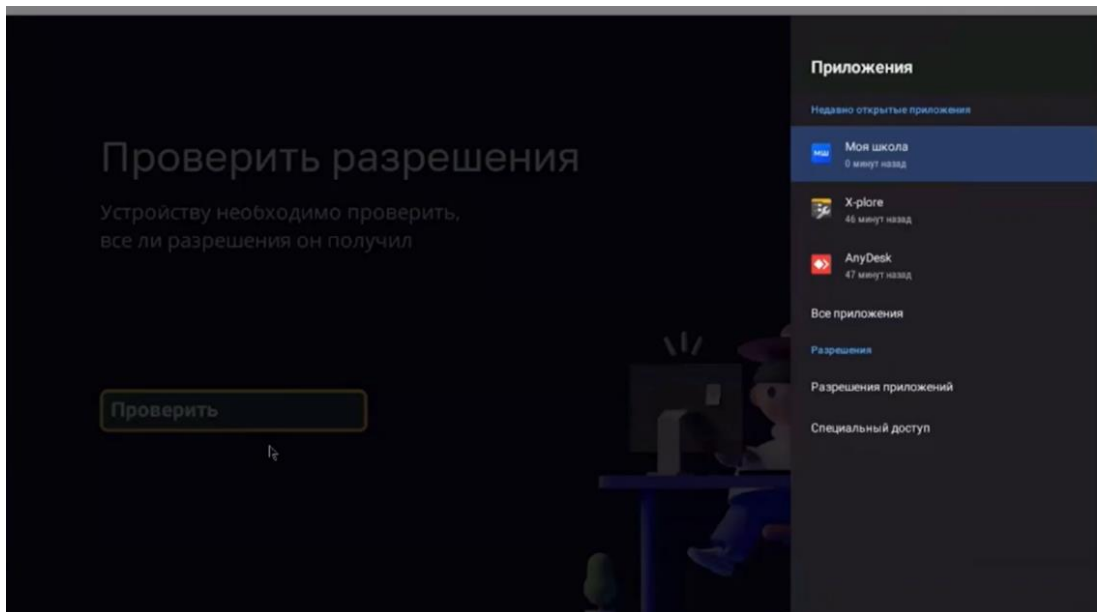 Проверить разрешения
Устройству необходимо проверить,
все ли разрешения он получил
Проверить
Приложения
Недавно открытые приложения
МШ
Моя школа
0 минут назад
X-plore
46 минут назад
AnyDesk
47 минут назад
Все приложения
Разрешения
Разрешения приложений
Специальный доступ